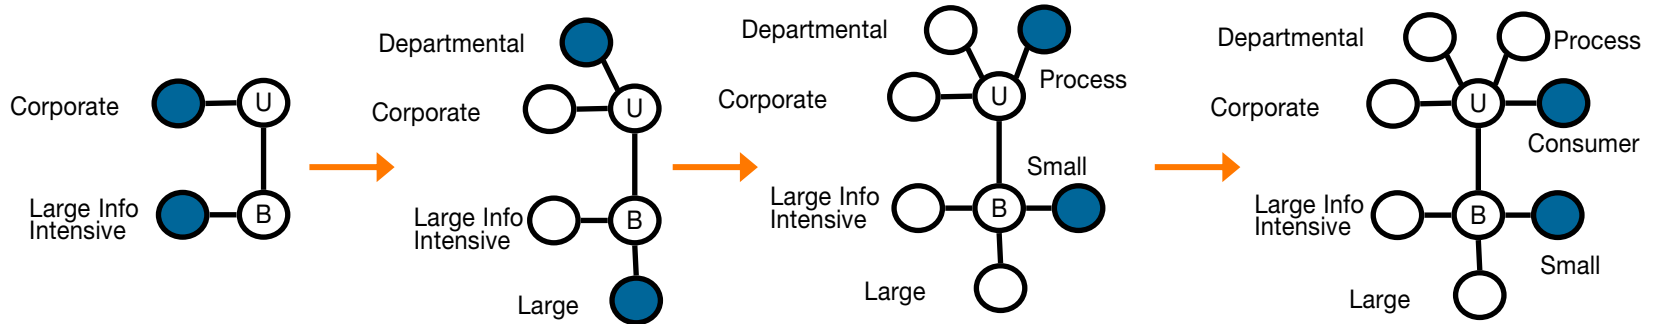 Corporate
U
Large Info
Intensive
B
Departmental
Corporate
U
Large Info
Intensive
B
Large
Departmental
Process
Corporate
U
Small
Large Info
Intensive
B
Large
Departmental
Process
Corporate
U
Consumer
Large Info
Intensive
B
Small
Large